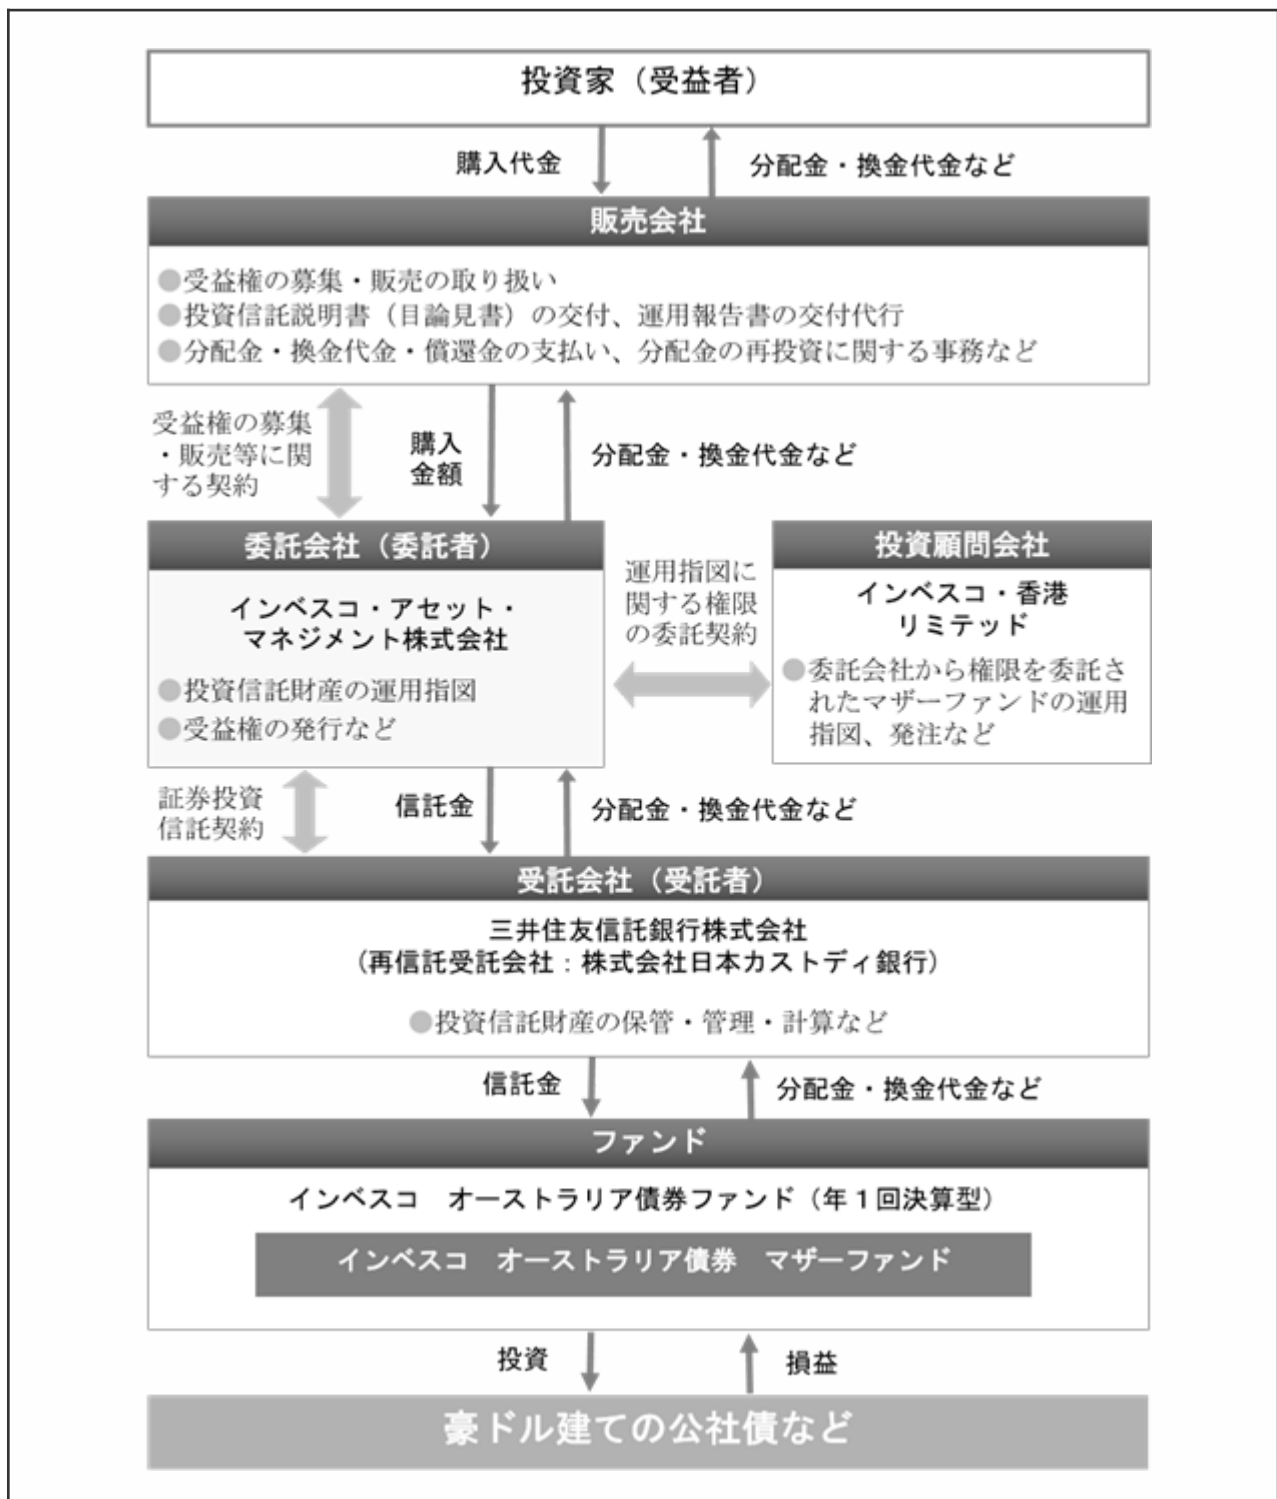 投資家（受益者）
購入代金
分配金・換金代金など
販売会社
●受益権の募集・販売の取り扱い
●投資信託説明書（目論見書）の交付、運用報告書の交付代行
●分配金・換金代金・償還金の支払い、分配金の再投資に関する事務など
受益権の募集
・販売等に関
する契約
購入
金額
分配金・換金代金など
委託会社（委託者）
インベスコ・アセット・
マネジメント株式会社
●投資信託財産の運用指図
●受益権の発行など
運用指図に
関する権限
の委託契約
投資顧問会社
インベスコ・香港
リミテッド
●委託会社から権限を委託さ
れたマザーファンドの運用
指図、発注など
証券投資
信託契約
信託金
分配金・換金代金など
受託会社（受託者）
三井住友信託銀行株式会社
（再信託受託会社：株式会社日本カストディ銀行）
●投資信託財産の保管・管理・計算など
信託金
分配金・換金代金など
ファンド
インベスコ　オーストラリア債券ファンド（年１回決算型）
インベスコ　オーストラリア債券　マザーファンド
投資
損益
豪ドル建ての公社債など